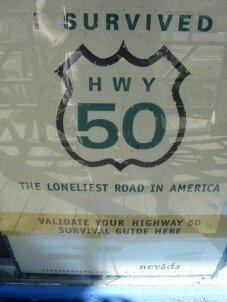 I SURVIVED
HWY
50
THE LONELIEST ROAD IN AMERICA
VALIDATE YOUR HIGHWAY 50
SURVIVAL GUIDE HERE
nevada